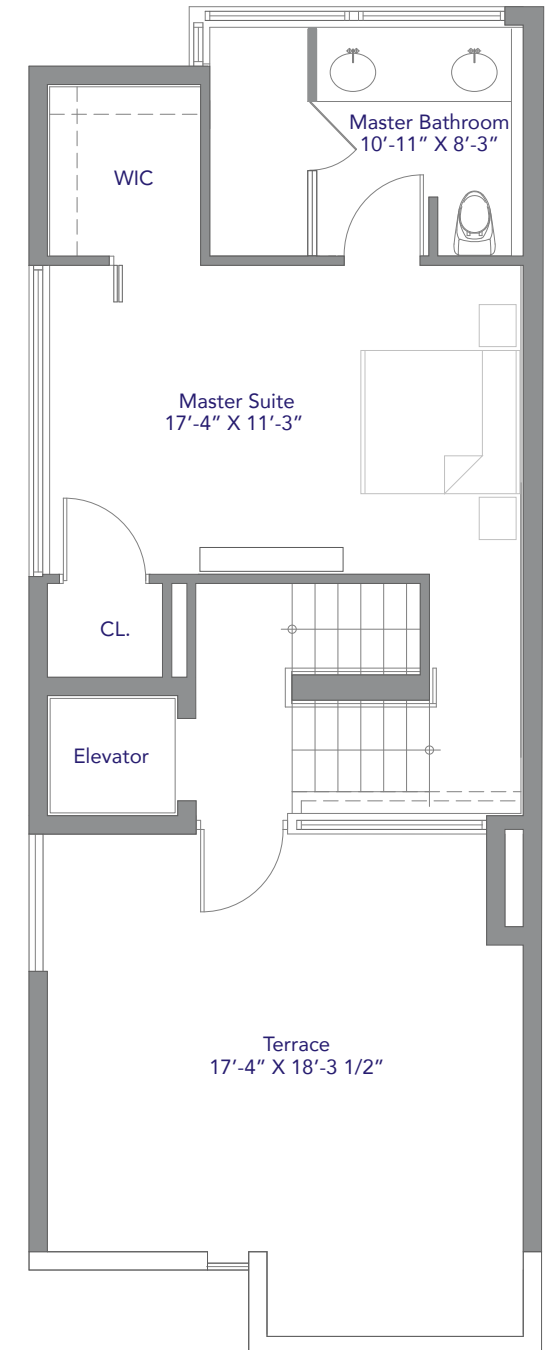 Master Bathroom
10’-11” X 8’-3”
WIC
Master Suite
17’-4” X 11’-3”
CL.
Elevator
Terrace
17’-4” X 18’-3 1/2”